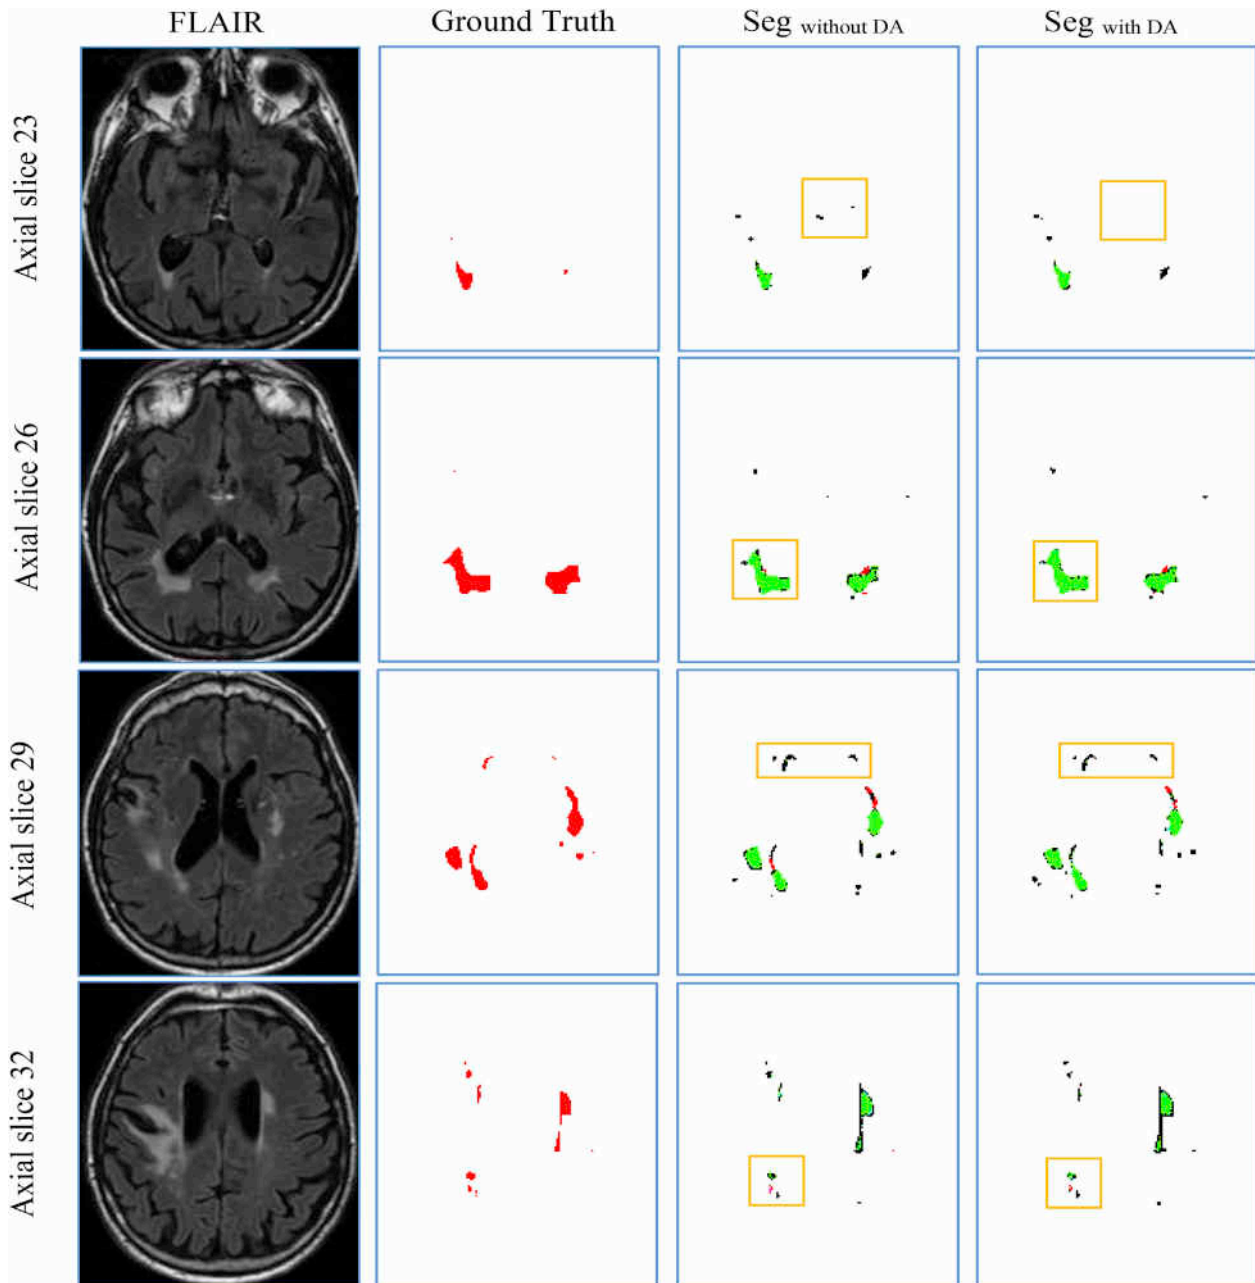 FLAIR Ground Truth Seg without DA Seg with DA
Axial slice 23
Axial slice 26
Axial slice 29
Axial slice 32